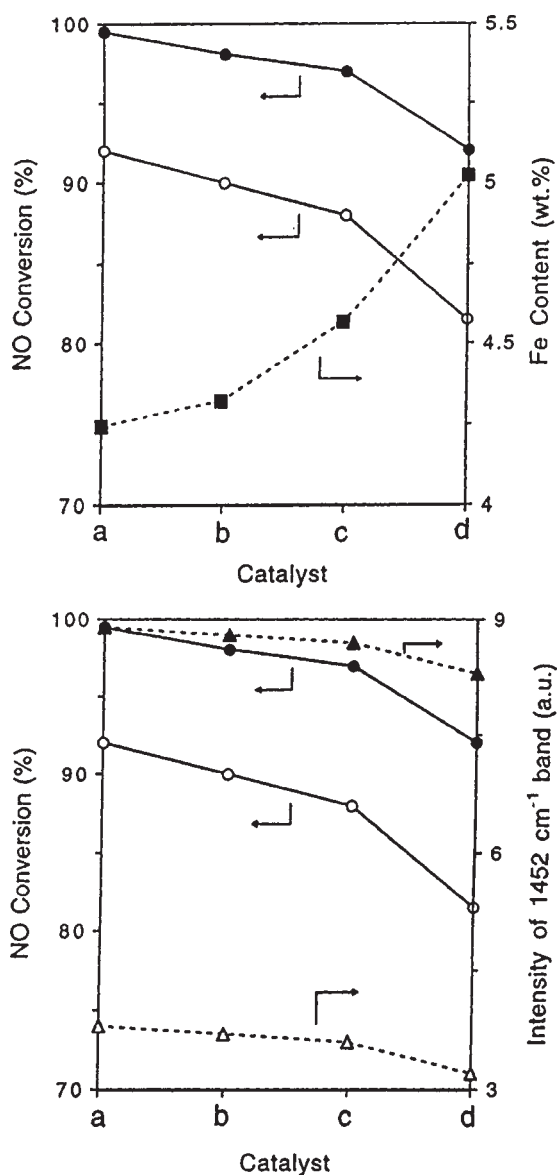 100
90
80
70
NO Conversion (%)
5.5
5
4.5
4
Fe Content (wt.%)
a b c d
Catalyst
100
90
80
70
NO Conversion (%)
9
6
3
Intensity of 1452 cm⁻¹ band (a.u.)
a b c d
Catalyst